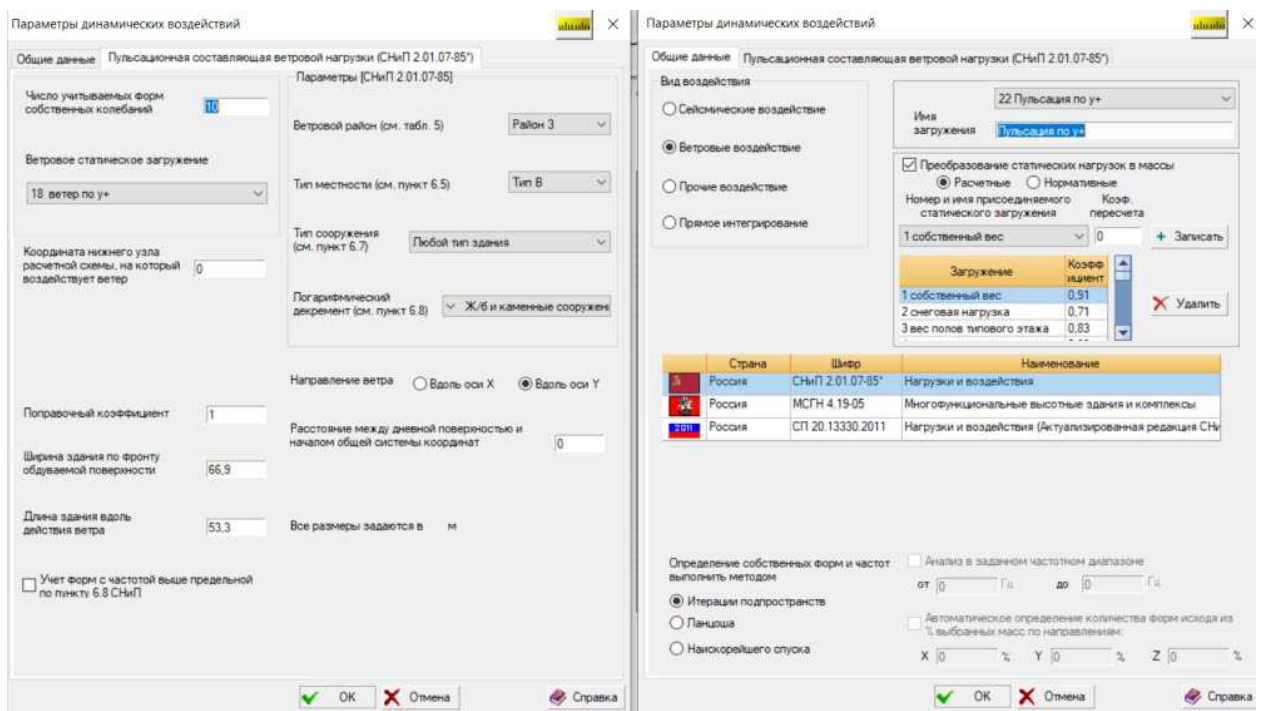 Параметры динамических воздействий
Общие данные
Пульсационная составляющая ветровой нагрузки (СНиП 2.01.07-85*)
Число учитываемых форм
собственных колебаний
10
Ветровое статическое загружение
18 ветер по y+
Координата нижнего узла
расчетной схемы, на который
воздействует ветер
0
Поправочный коэффициент
1
Ширина здания по фронту
обдуваемой поверхности
66,9
Длина здания вдоль
действия ветра
53,3
Учет форм с частотой выше предельной
по пункту 6.8 СНиП
Параметры [СНиП 2.01.07-85]
Ветровой район (см. табл. 5)
Район 3
Тип местности (см. пункт 6.5)
Тип B
Тип сооружения
(см. пункт 6.7)
Любой тип здания
Логарифмический
декремент (см. пункт 6.8)
Ж/б и каменные сооружени
Направление ветра
Вдоль оси X
Вдоль оси Y
Расстояние между дневной поверхностью и
началом общей системы координат
0
Все размеры задаются в м
OK
Отмена
Справка
Параметры динамических воздействий
Общие данные
Пульсационная составляющая ветровой нагрузки (СНиП 2.01.07-85*)
Вид воздействия
Сейсмические воздействие
Ветровые воздействие
Прочие воздействие
Прямое интегрирование
22 Пульсация по y+
Имя
загружения
Пульсация по y+
Преобразование статических нагрузок в массы
Расчетные
Нормативные
Номер и имя присоединяемого
статического загружения
Коэф.
пересчета
1 собственный вес
0
+ Записать
Загружение
Коэфф
ициент
1 собственный вес 0,91
2 снеговая нагрузка 0,71
3 вес полов типового этажа 0,83
Удалить
Страна Шифр Наименование
Россия СНиП 2.01.07-85* Нагрузки и воздействия
Россия МСГН 4.19-05 Многофункциональные высотные здания и комплексы
2011 Россия СП 20.13330.2011 Нагрузки и воздействия (Актуализированная редакция СНи
Определение собственных форм и частот
выполнить методом
Итерации подпространств
Ланцоша
Наискорейшего спуска
Анализ в заданном частотном диапазоне
от 0 Гц до 0 Гц
Автоматическое определение количества форм исходя из
% выбранных масс по направлениям:
X 0 % Y 0 % Z 0 %
OK
Отмена
Справка